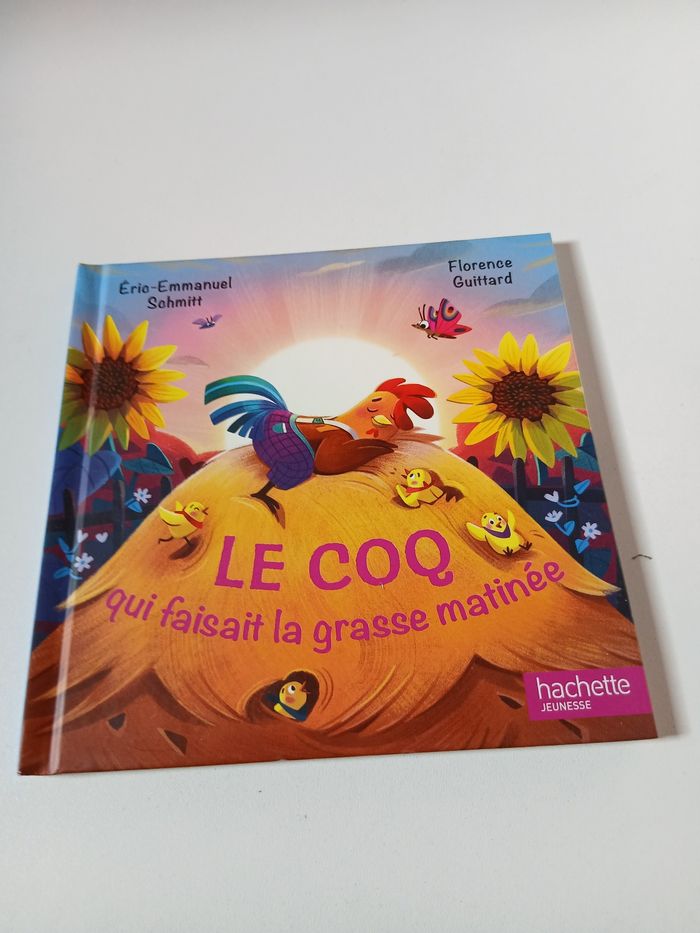 Éric-Emmanuel
Schmitt
Florence
Guittard
LE COQ
qui faisait la grasse matinée
hachette
JEUNESSE